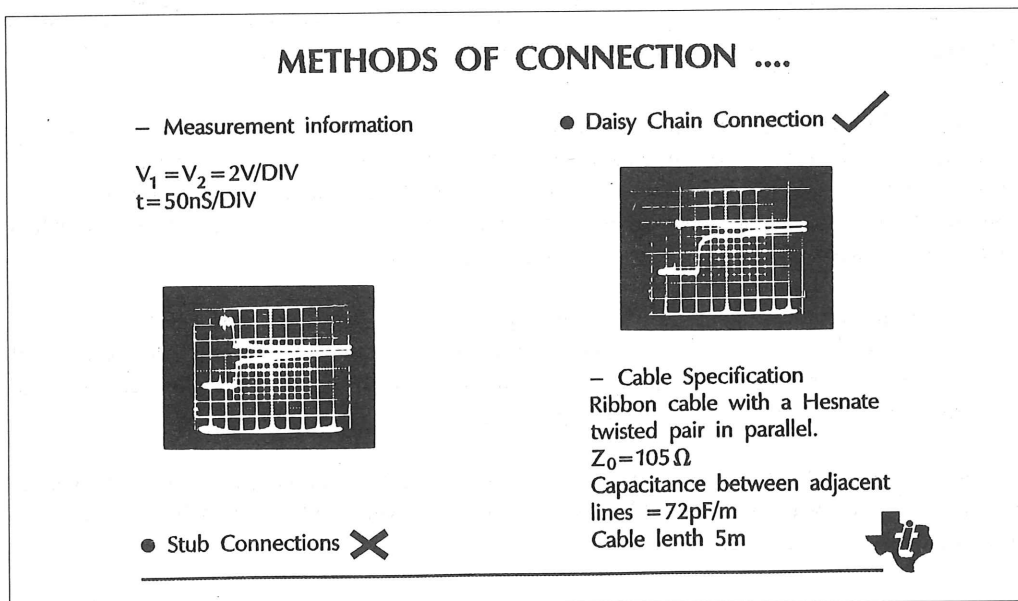 METHODS OF CONNECTION ....
– Measurement information
V₁ = V₂ = 2V/DIV
t=50nS/DIV
● Stub Connections
● Daisy Chain Connection
– Cable Specification
Ribbon cable with a Hesnate
twisted pair in parallel.
Z₀=105Ω
Capacitance between adjacent
lines =72pF/m
Cable lenth 5m